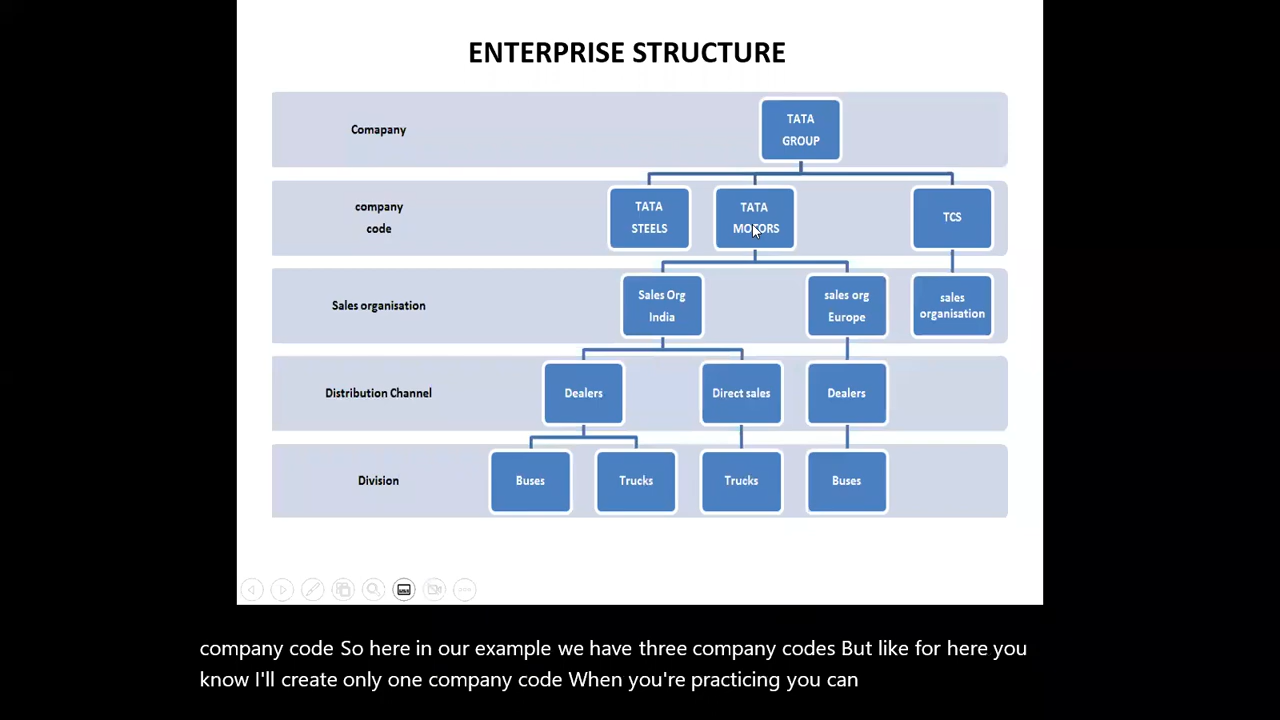 ENTERPRISE STRUCTURE
Comapany
TATA
GROUP
company
code
TATA
STEELS
TATA
MOTORS
TCS
Sales organisation
Sales Org
India
sales org
Europe
sales
organisation
Distribution Channel
Dealers
Direct sales
Dealers
Division
Buses
Trucks
Trucks
Buses
company code So here in our example we have three company codes But like for here you
know I'll create only one company code When you're practicing you can